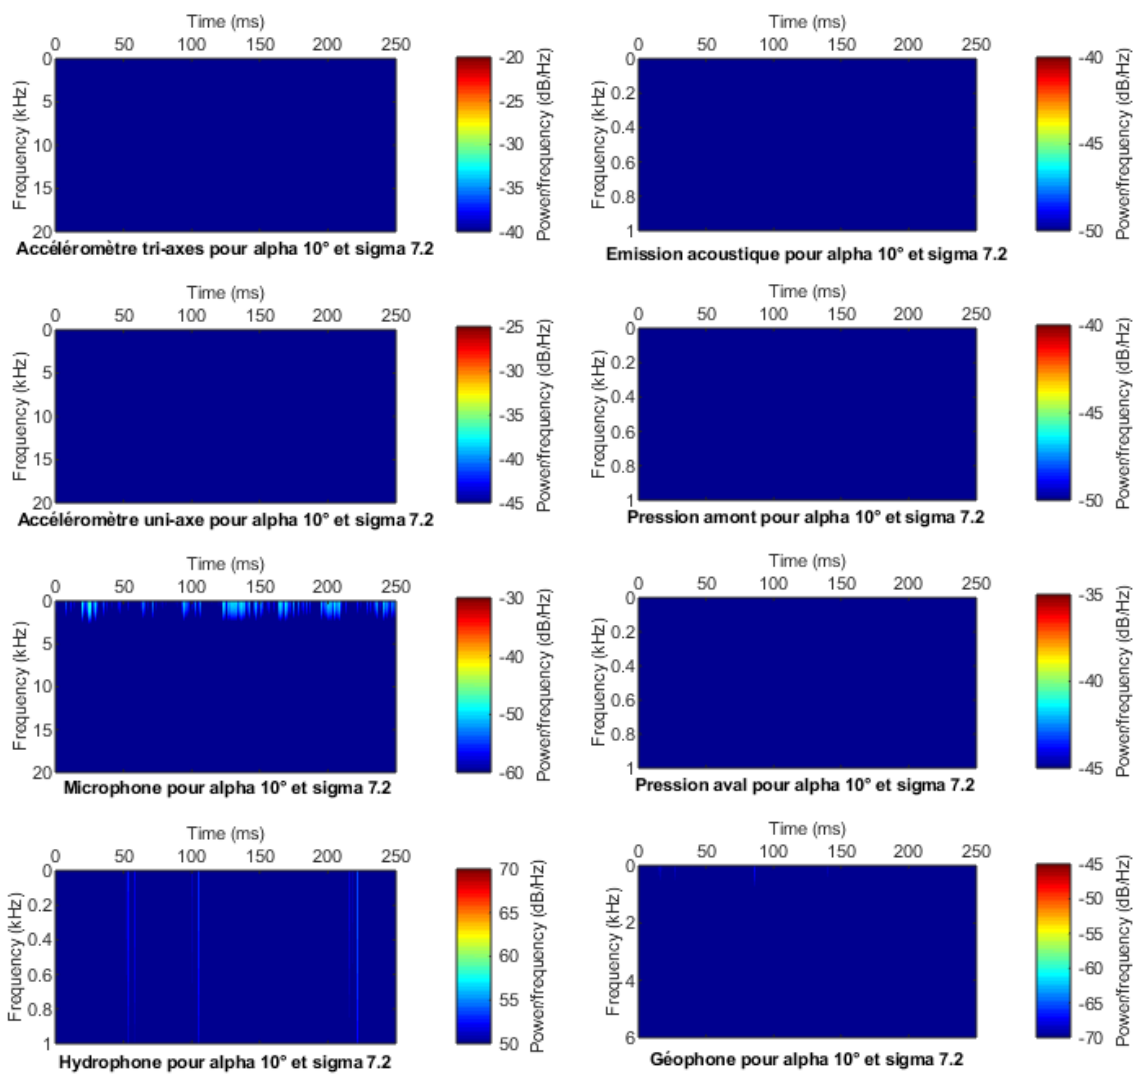 Time (ms)
0 50 100 150 200 250
0
5
10
15
20
Frequency (kHz)
-20
-25
-30
-35
-40
Power/frequency (dB/Hz)
Accéléromètre tri-axes pour alpha 10° et sigma 7.2
Time (ms)
0 50 100 150 200 250
0
0.2
0.4
0.6
0.8
1
Frequency (kHz)
-40
-45
-50
Power/frequency (dB/Hz)
Emission acoustique pour alpha 10° et sigma 7.2
Time (ms)
0 50 100 150 200 250
0
5
10
15
20
Frequency (kHz)
-25
-30
-35
-40
-45
Power/frequency (dB/Hz)
Accéléromètre uni-axe pour alpha 10° et sigma 7.2
Time (ms)
0 50 100 150 200 250
0
0.2
0.4
0.6
0.8
1
Frequency (kHz)
-40
-45
-50
Power/frequency (dB/Hz)
Pression amont pour alpha 10° et sigma 7.2
Time (ms)
0 50 100 150 200 250
0
5
10
15
20
Frequency (kHz)
-30
-40
-50
-60
Power/frequency (dB/Hz)
Microphone pour alpha 10° et sigma 7.2
Time (ms)
0 50 100 150 200 250
0
0.2
0.4
0.6
0.8
1
Frequency (kHz)
-35
-40
-45
Power/frequency (dB/Hz)
Pression aval pour alpha 10° et sigma 7.2
Time (ms)
0 50 100 150 200 250
0
0.2
0.4
0.6
0.8
1
Frequency (kHz)
70
65
60
55
50
Power/frequency (dB/Hz)
Hydrophone pour alpha 10° et sigma 7.2
Time (ms)
0 50 100 150 200 250
0
2
4
6
Frequency (kHz)
-45
-50
-55
-60
-65
-70
Power/frequency (dB/Hz)
Géophone pour alpha 10° et sigma 7.2